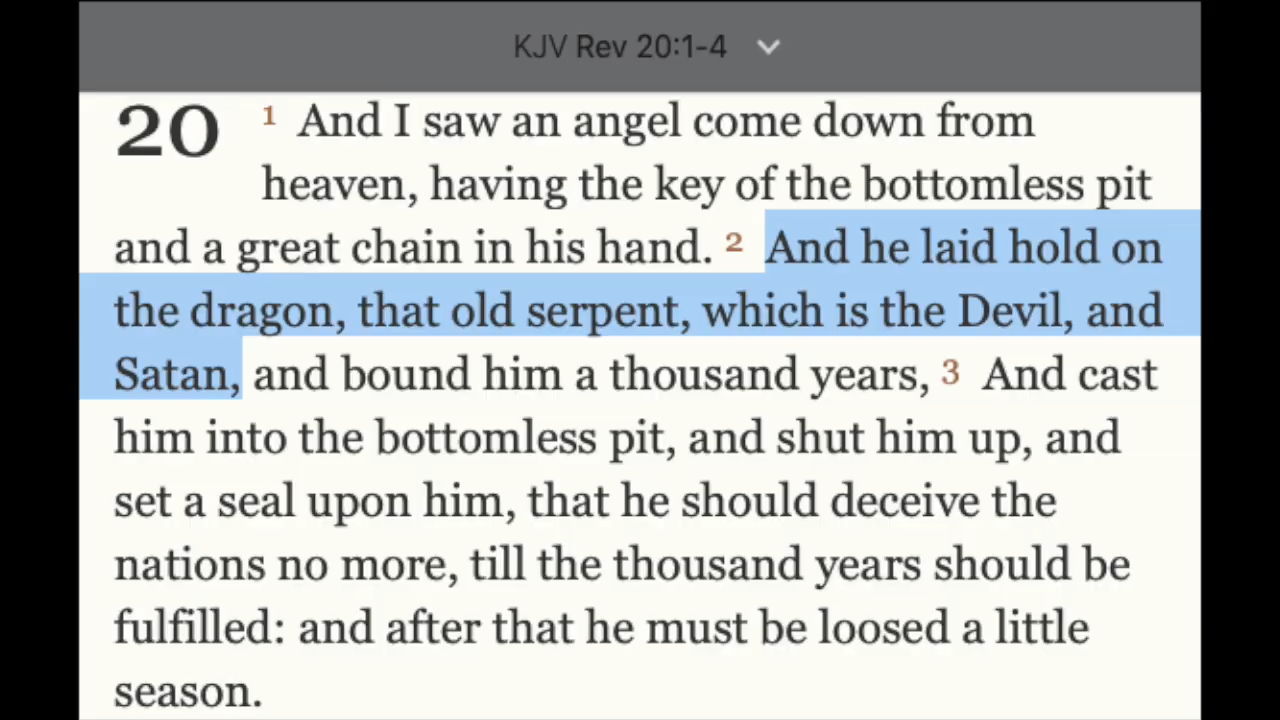 KJV Rev 20:1-4
20 1 And I saw an angel come down from
heaven, having the key of the bottomless pit
and a great chain in his hand. 2 And he laid hold on
the dragon, that old serpent, which is the Devil, and
Satan, and bound him a thousand years, 3 And cast
him into the bottomless pit, and shut him up, and
set a seal upon him, that he should deceive the
nations no more, till the thousand years should be
fulfilled: and after that he must be loosed a little
season.